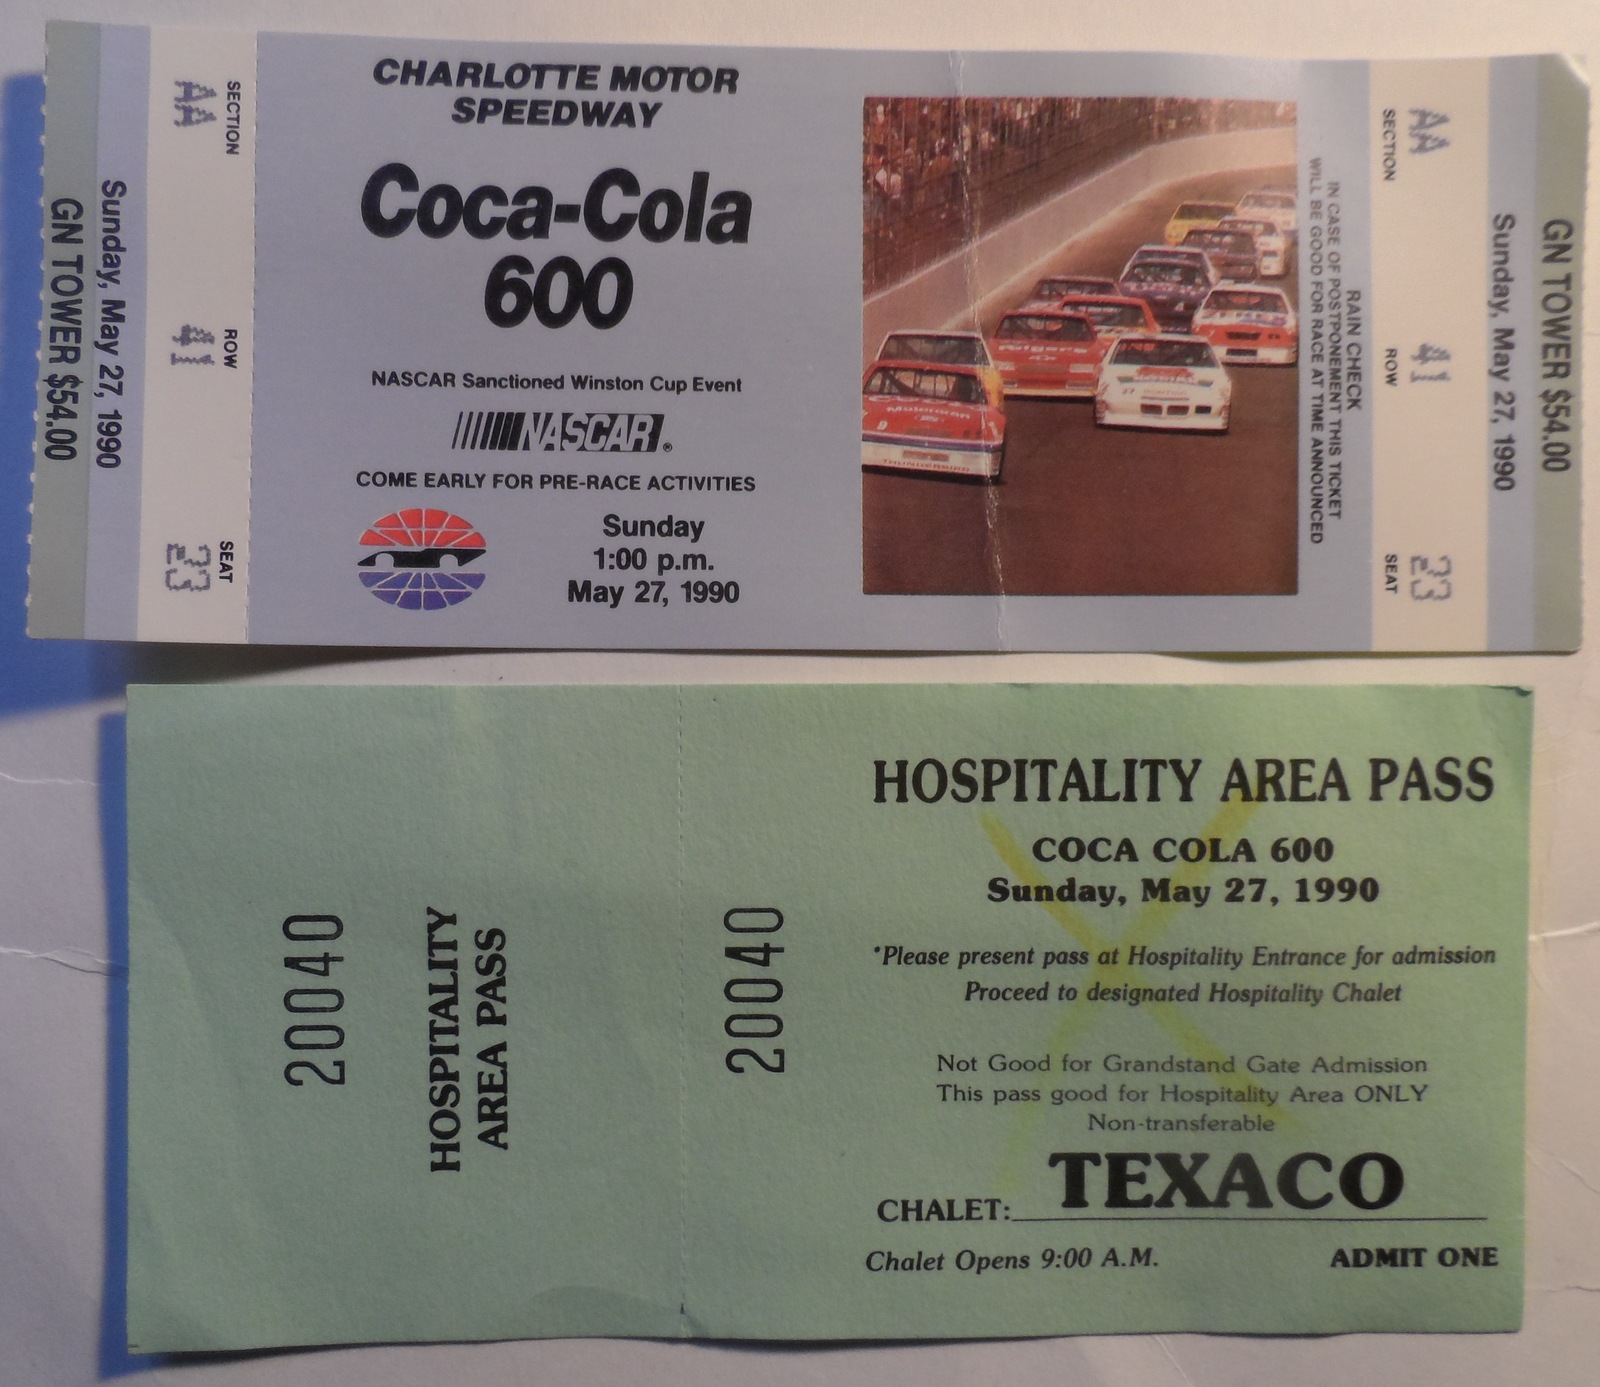 GN TOWER $54.00
Sunday, May 27, 1990
SECTION
AA
ROW
41
SEAT
23
CHARLOTTE MOTOR
SPEEDWAY
Coca-Cola
600
NASCAR Sanctioned Winston Cup Event
NASCAR®
COME EARLY FOR PRE-RACE ACTIVITIES
Sunday
1:00 p.m.
May 27, 1990
Motorcraft
9
THUNDERBIRD
27
PONTIAC
RAIN CHECK
IN CASE OF POSTPONEMENT THIS TICKET
WILL BE GOOD FOR RACE AT TIME ANNOUNCED
AA
SECTION
41
ROW
23
SEAT
Sunday, May 27, 1990
GN TOWER $54.00
20040
HOSPITALITY
AREA PASS
20040
HOSPITALITY AREA PASS
COCA COLA 600
Sunday, May 27, 1990
*Please present pass at Hospitality Entrance for admission
Proceed to designated Hospitality Chalet
Not Good for Grandstand Gate Admission
This pass good for Hospitality Area ONLY
Non-transferable
CHALET: TEXACO
Chalet Opens 9:00 A.M. ADMIT ONE